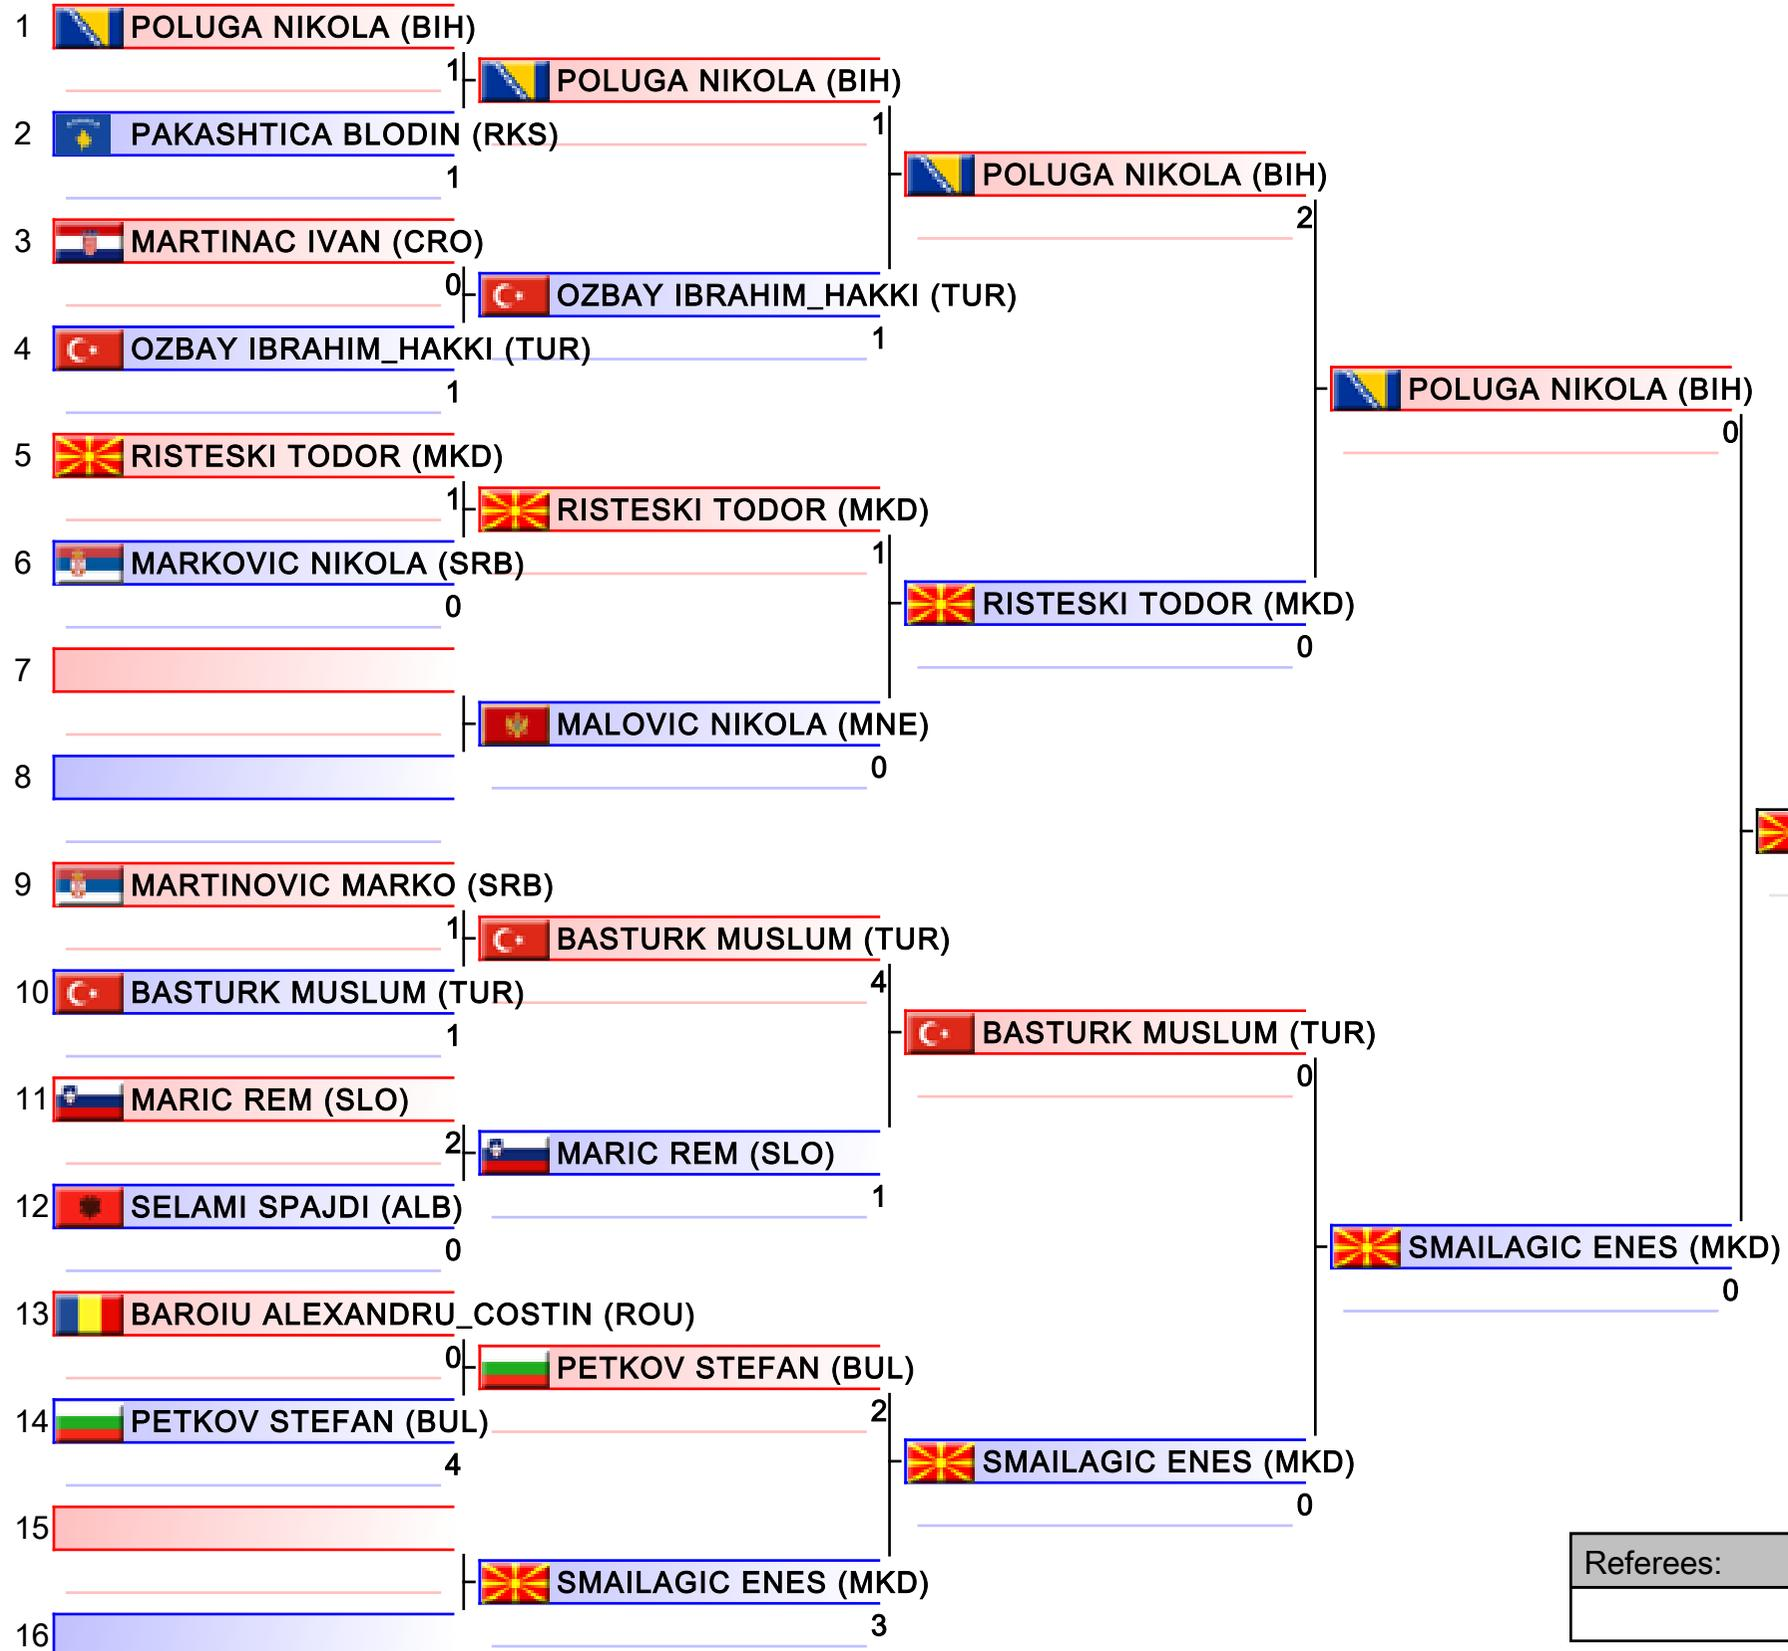 1 POLUGA NIKOLA (BIH)
1 POLUGA NIKOLA (BIH)
2 PAKASHTICA BLODIN (RKS)
1
1
POLUGA NIKOLA (BIH)
2
3 MARTINAC IVAN (CRO)
0 OZBAY IBRAHIM_HAKKI (TUR)
4 OZBAY IBRAHIM_HAKKI (TUR)
1
1
POLUGA NIKOLA (BIH)
0
5 RISTESKI TODOR (MKD)
1 RISTESKI TODOR (MKD)
6 MARKOVIC NIKOLA (SRB)
1
0
RISTESKI TODOR (MKD)
0
7
MALOVIC NIKOLA (MNE)
0
8
9 MARTINOVIC MARKO (SRB)
1 BASTURK MUSLUM (TUR)
10 BASTURK MUSLUM (TUR)
4
1
BASTURK MUSLUM (TUR)
0
11 MARIC REM (SLO)
2 MARIC REM (SLO)
12 SELAMI SPAJDI (ALB)
1
0
SMAILAGIC ENES (MKD)
0
13 BAROIU ALEXANDRU_COSTIN (ROU)
0 PETKOV STEFAN (BUL)
14 PETKOV STEFAN (BUL)
2
4
SMAILAGIC ENES (MKD)
0
15
SMAILAGIC ENES (MKD)
3
16
Referees: